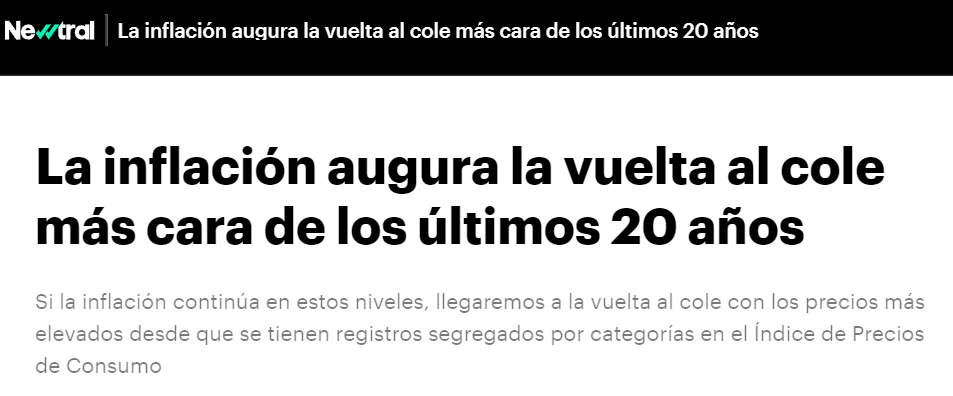 Newtral | La inflación augura la vuelta al cole más cara de los últimos 20 años
La inflación augura la vuelta al cole
más cara de los últimos 20 años
Si la inflación continúa en estos niveles, llegaremos a la vuelta al cole con los precios más
elevados desde que se tienen registros segregados por categorías en el Índice de Precios
de Consumo